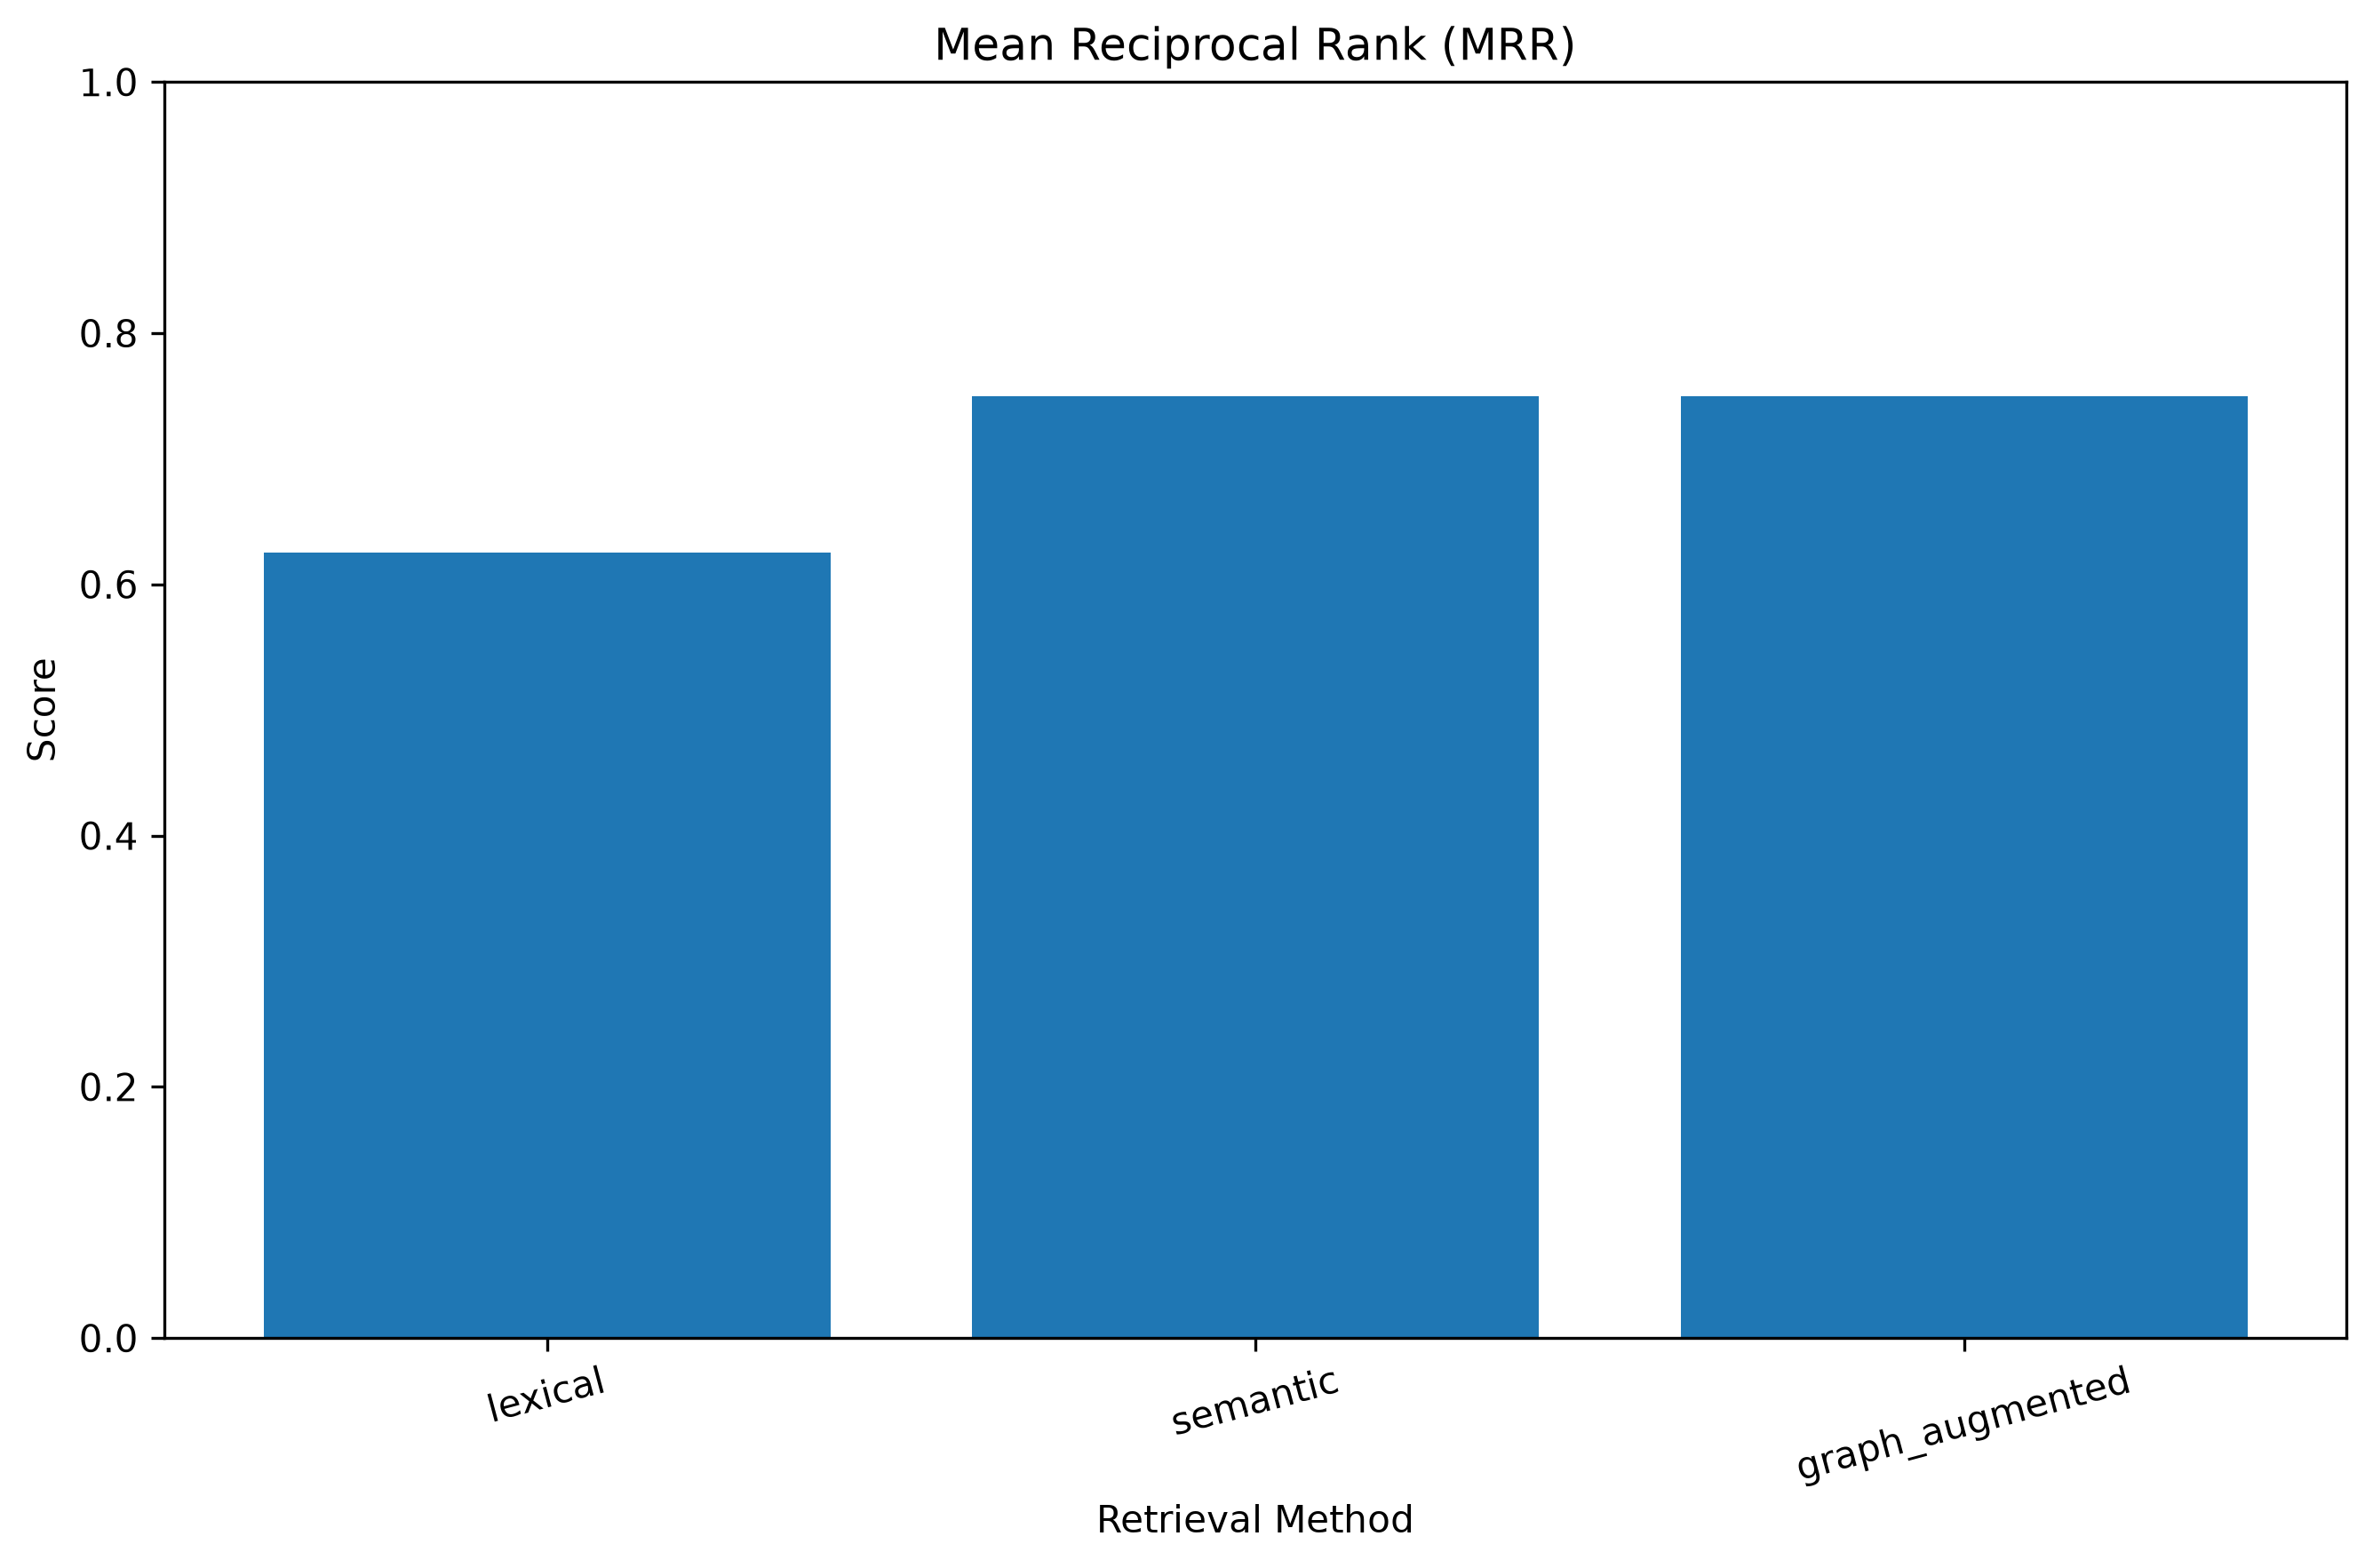 Mean Reciprocal Rank (MRR)
1.0
0.8
0.6
0.4
0.2
0.0
Score
lexical
semantic
graph_augmented
Retrieval Method